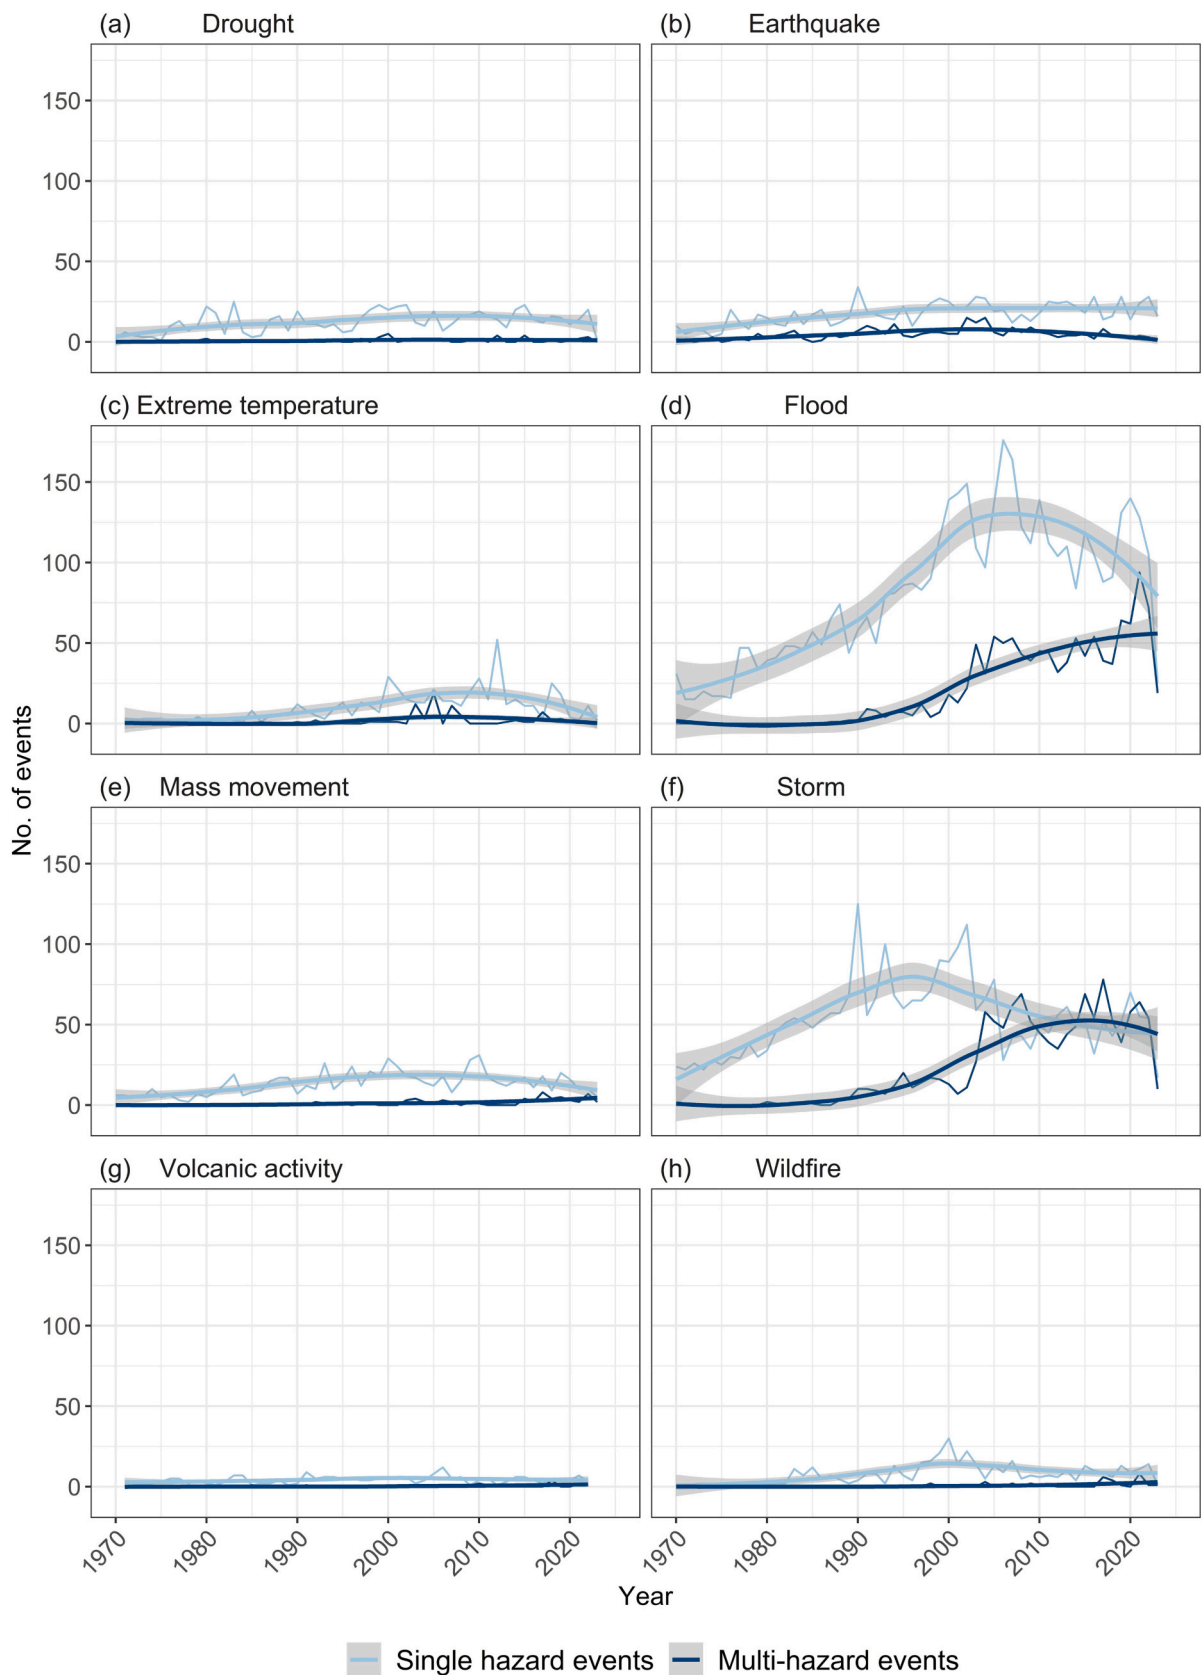 (a) Drought
(b) Earthquake
150
100
50
0
(c) Extreme temperature
(d) Flood
150
100
50
0
No. of events
(e) Mass movement
(f) Storm
150
100
50
0
(g) Volcanic activity
(h) Wildfire
150
100
50
0
1970 1980 1990 2000 2010 2020
1970 1980 1990 2000 2010 2020
Year
Single hazard events Multi-hazard events